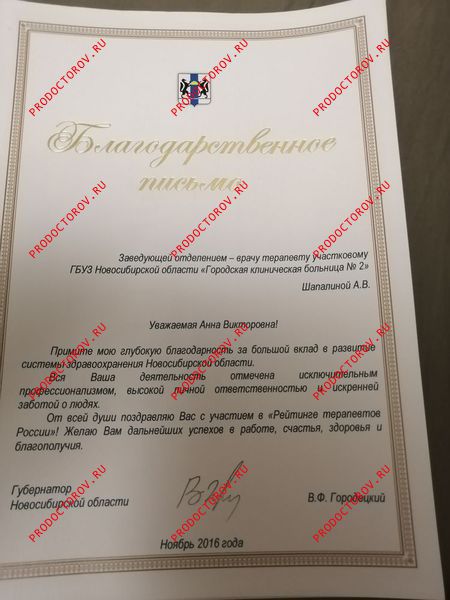 Благодарственное
письмо
Заведующей отделением – врачу терапевту участковому
ГБУЗ Новосибирской области «Городская клиническая больница № 2»
Шапалиной А.В.
Уважаемая Анна Викторовна!
Примите мою глубокую благодарность за большой вклад в развитие
системы здравоохранения Новосибирской области.
Вся Ваша деятельность отмечена исключительным
профессионализмом, высокой личной ответственностью и искренней
заботой о людях.
От всей души поздравляю Вас с участием в «Рейтинге терапевтов
России»! Желаю Вам дальнейших успехов в работе, счастья, здоровья и
благополучия.
Губернатор
Новосибирской области
В.Ф. Городецкий
Ноябрь 2016 года
PRODOCTOROV.RU